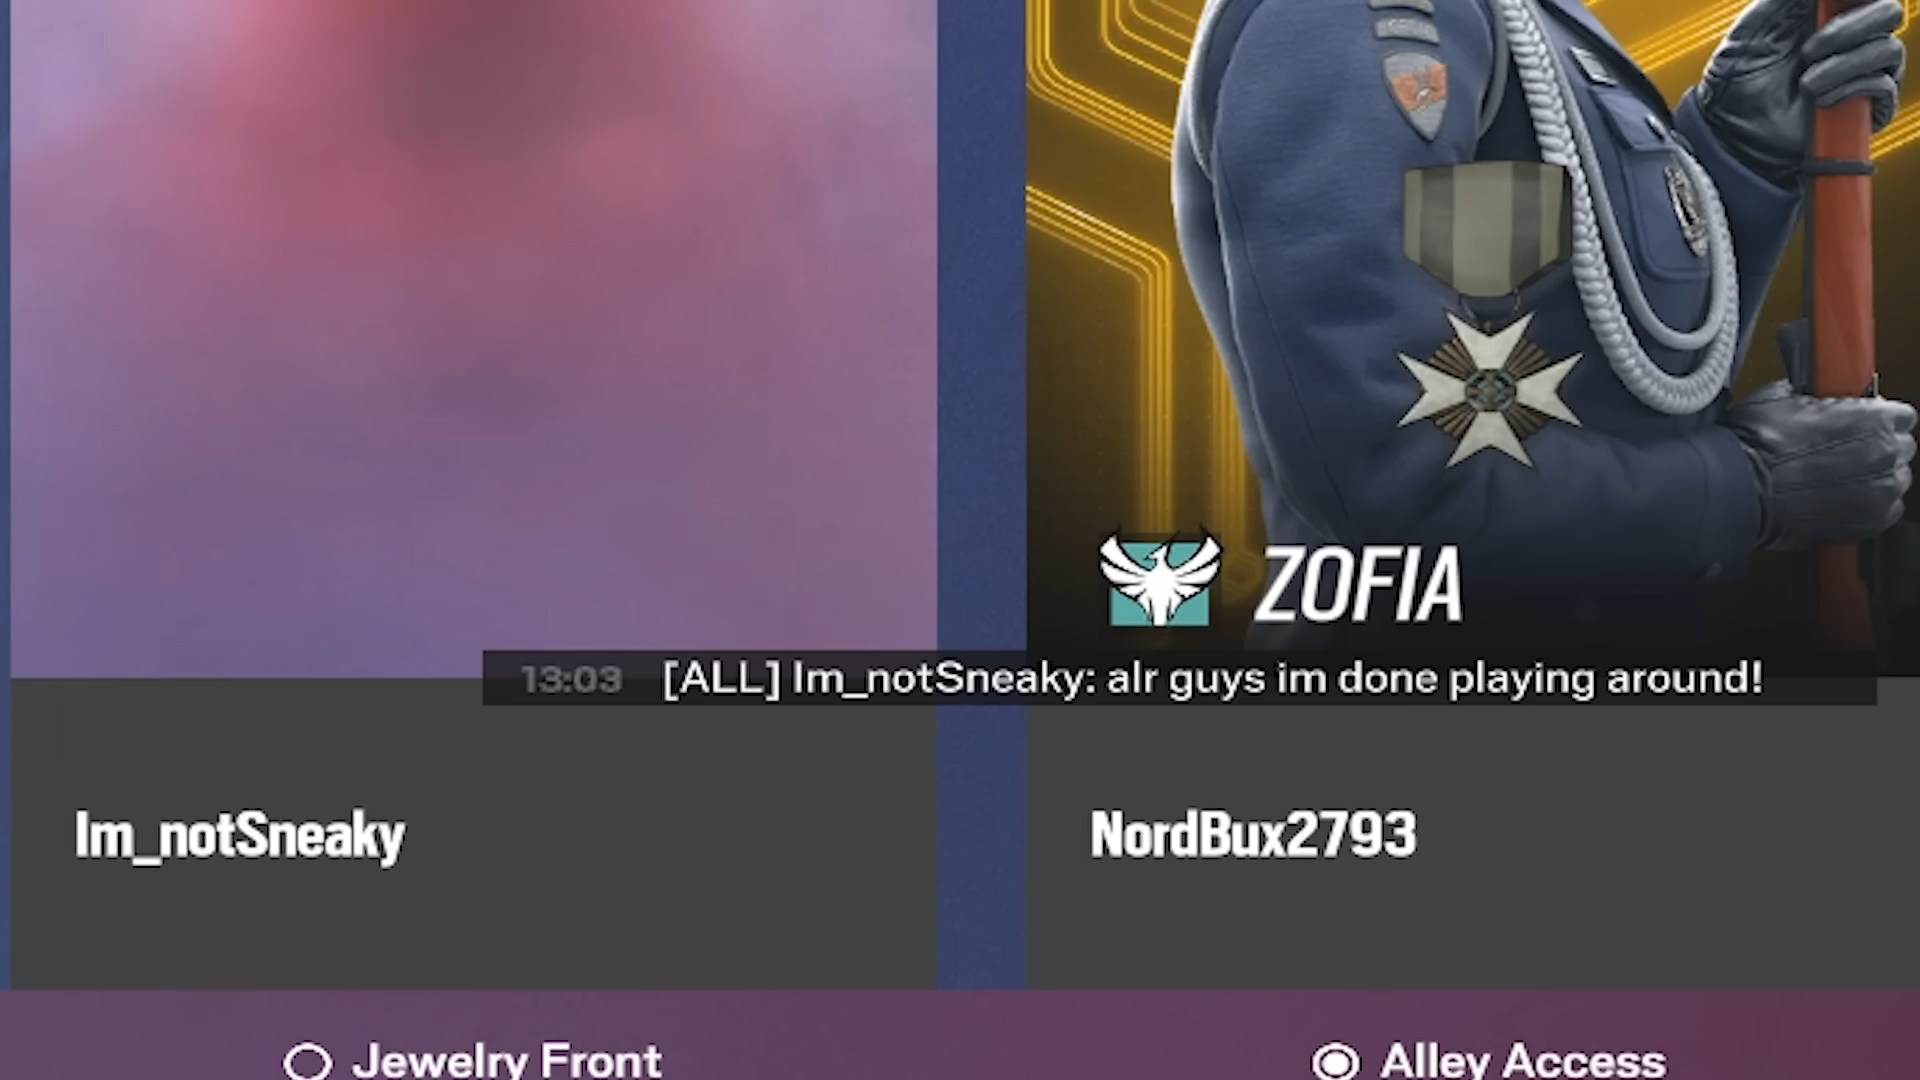 ZOFIA
13:03 [ALL] Im_notSneaky: alr guys im done playing around!
Im_notSneaky
NordBux2793
Jewelry Front
Alley Access